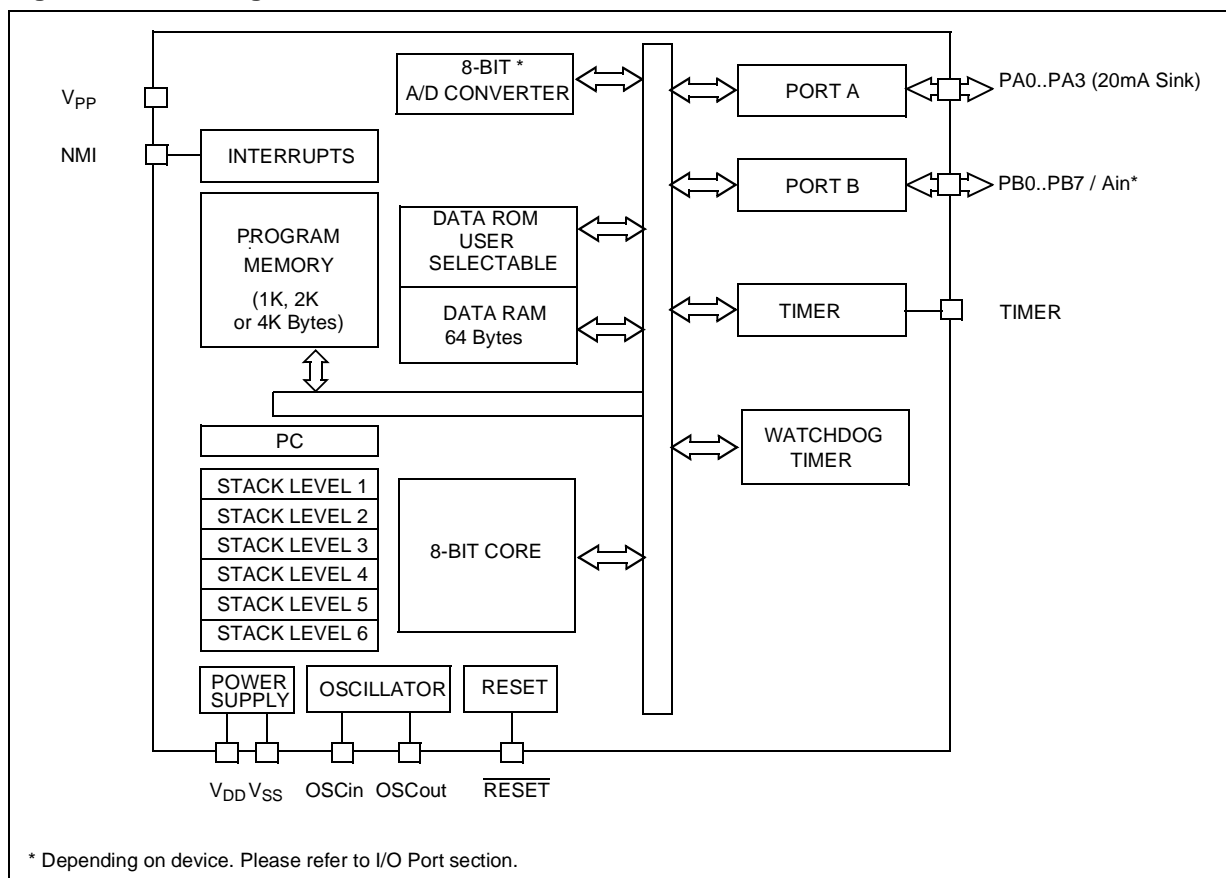 8-BIT *
A/D CONVERTER
PORT A
PA0..PA3 (20mA Sink)
VPP
NMI
INTERRUPTS
PORT B
PB0..PB7 / Ain*
PROGRAM
MEMORY
(1K, 2K
or 4K Bytes)
DATA ROM
USER
SELECTABLE
DATA RAM
64 Bytes
TIMER
TIMER
PC
WATCHDOG
TIMER
STACK LEVEL 1
STACK LEVEL 2
STACK LEVEL 3
STACK LEVEL 4
STACK LEVEL 5
STACK LEVEL 6
8-BIT CORE
POWER
SUPPLY
OSCILLATOR
RESET
VDD VSS OSCin OSCout RESET
* Depending on device. Please refer to I/O Port section.